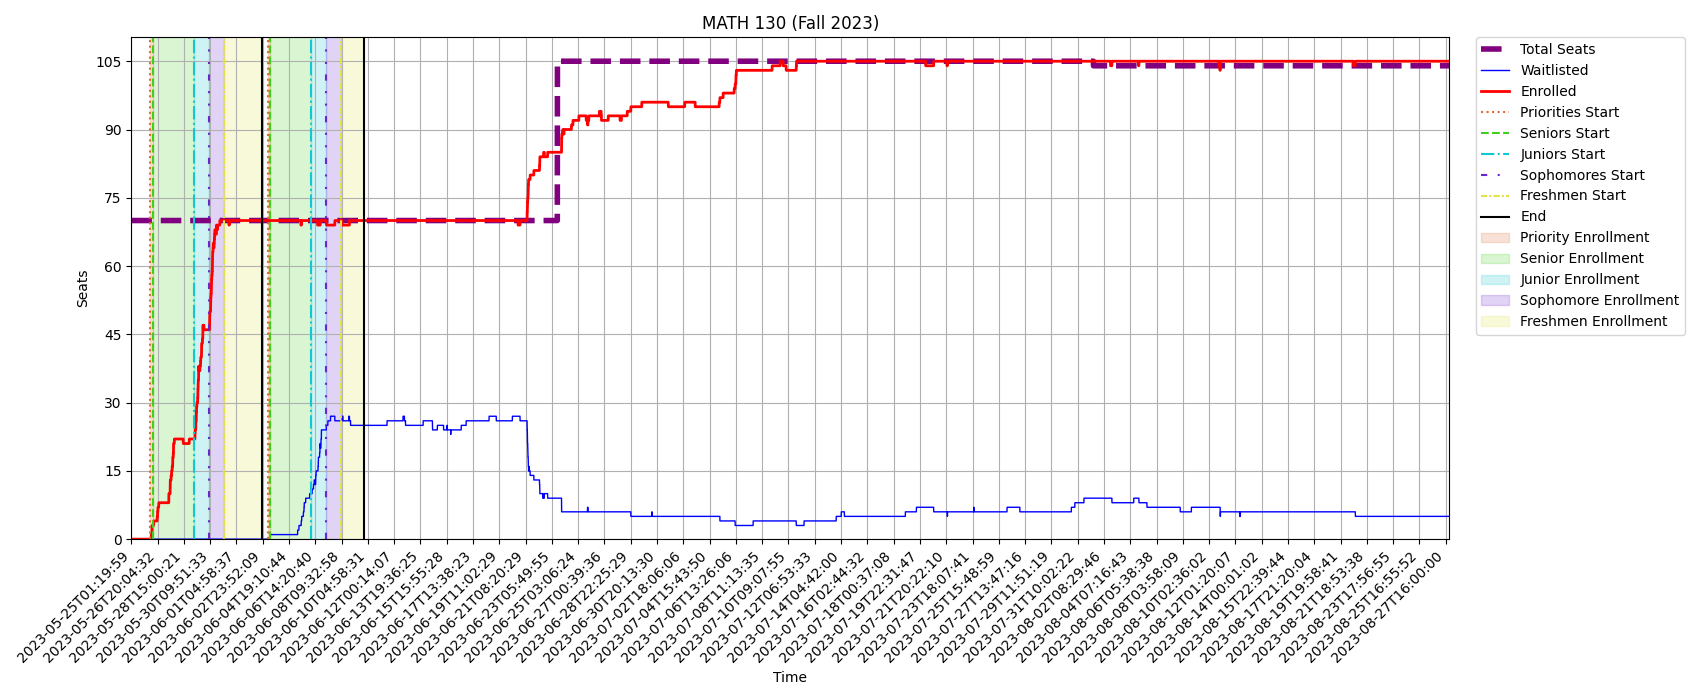 MATH 130 (Fall 2023)
Seats
105
90
75
60
45
30
15
0
2023-05-25T01:19:59
2023-05-26T20:04:32
2023-05-28T15:00:21
2023-05-30T09:51:33
2023-06-01T04:58:37
2023-06-02T23:52:09
2023-06-04T19:10:44
2023-06-06T14:20:40
2023-06-08T09:32:58
2023-06-10T04:58:31
2023-06-12T00:14:07
2023-06-13T19:36:25
2023-06-15T15:55:28
2023-06-17T13:38:23
2023-06-19T11:02:29
2023-06-21T08:20:29
2023-06-23T05:49:55
2023-06-25T03:06:24
2023-06-27T00:39:36
2023-06-28T22:25:29
2023-06-30T20:13:30
2023-07-02T18:06:06
2023-07-04T15:43:50
2023-07-06T13:26:06
2023-07-08T11:13:35
2023-07-10T09:07:55
2023-07-12T06:53:33
2023-07-14T04:42:00
2023-07-16T02:44:32
2023-07-18T00:37:08
2023-07-19T22:31:47
2023-07-21T20:22:10
2023-07-23T18:07:41
2023-07-25T15:48:59
2023-07-27T13:47:16
2023-07-29T11:51:19
2023-07-31T10:02:22
2023-08-02T08:29:46
2023-08-04T07:16:43
2023-08-06T05:38:38
2023-08-08T03:58:09
2023-08-10T02:36:02
2023-08-12T01:20:07
2023-08-14T00:01:02
2023-08-15T22:39:44
2023-08-17T21:20:04
2023-08-19T19:58:41
2023-08-21T18:53:38
2023-08-23T17:56:55
2023-08-25T16:55:52
2023-08-27T16:00:00
Time
Total Seats
Waitlisted
Enrolled
Priorities Start
Seniors Start
Juniors Start
Sophomores Start
Freshmen Start
End
Priority Enrollment
Senior Enrollment
Junior Enrollment
Sophomore Enrollment
Freshmen Enrollment